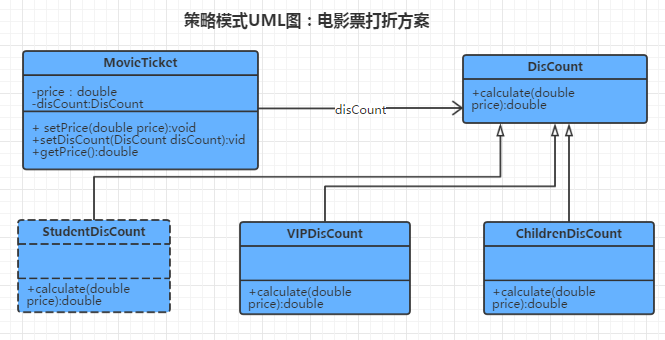 策略模式UML图：电影票打折方案
MovieTicket
-price：double
-disCount:DisCount
+ setPrice(double price):void
+setDisCount(DisCount disCount):vid
+getPrice():double
disCount
DisCount
+calculate(double
price):double
StudentDisCount
+calculate(double
price):double
VIPDisCount
+calculate(double
price):double
ChildrenDisCount
+calculate(double
price):double